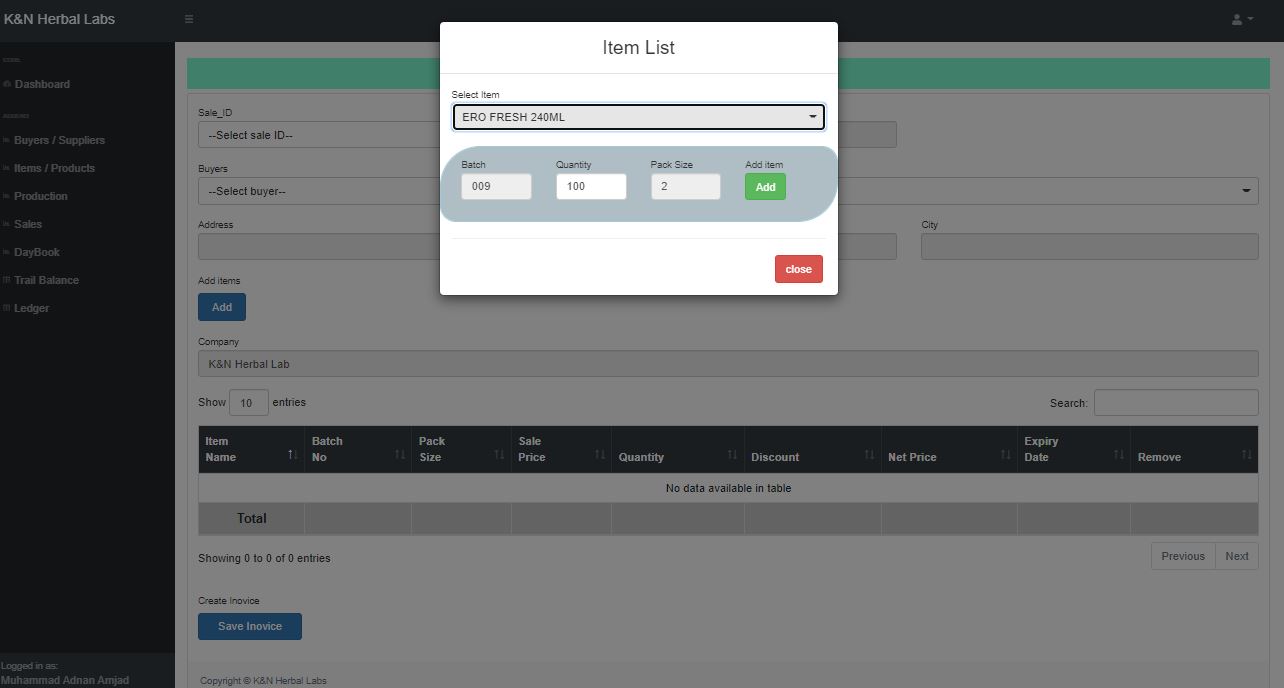 K&N Herbal Labs
Dashboard
Buyers / Suppliers
Items / Products
Production
Sales
DayBook
Trail Balance
Ledger
Logged in as:
Muhammad Adnan Amjad
Item List
Select Item
ERO FRESH 240ML
Batch Quantity Pack Size Add item
009 100 2 Add
close
Sale_ID
--Select sale ID--
Buyers
--Select buyer--
Address City
Add items
Add
Company
K&N Herbal Lab
Show 10 entries Search:
Item Name Batch No Pack Size Sale Price Quantity Discount Net Price Expiry Date Remove
No data available in table
Total
Showing 0 to 0 of 0 entries Previous Next
Create Inovice
Save Inovice
Copyright © K&N Herbal Labs